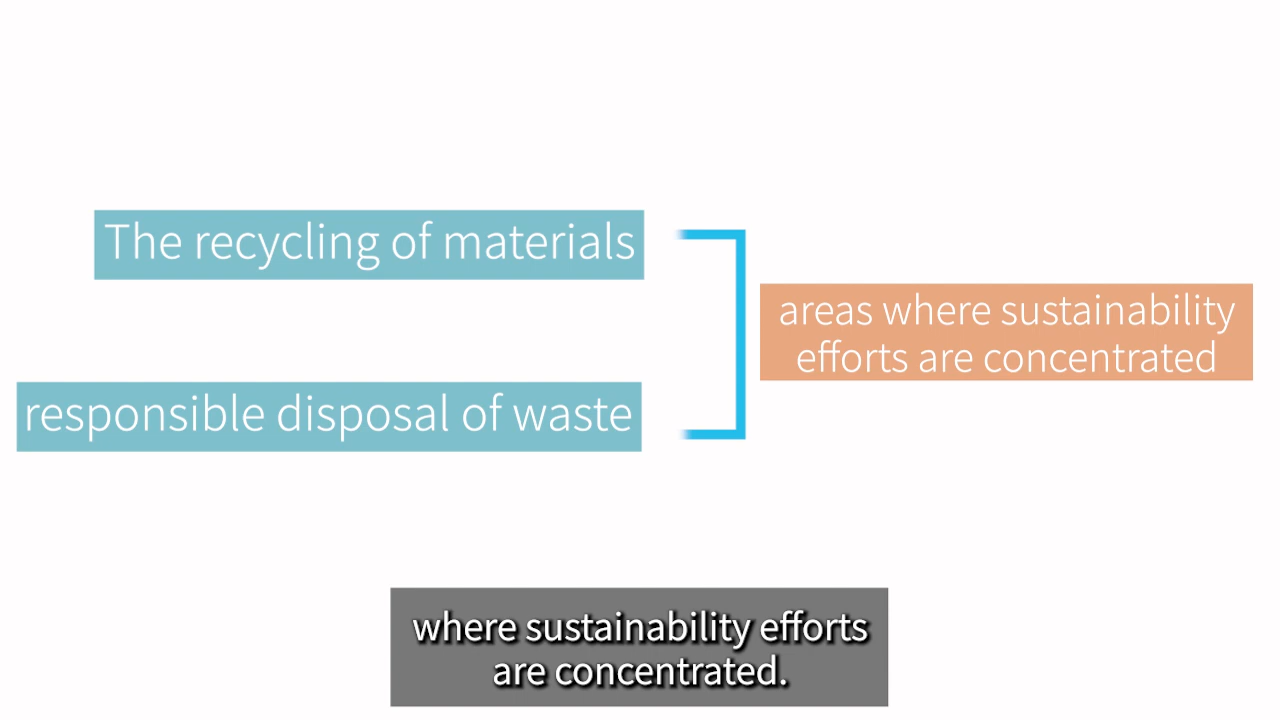 The recycling of materials
responsible disposal of waste
areas where sustainability
efforts are concentrated
where sustainability efforts
are concentrated.